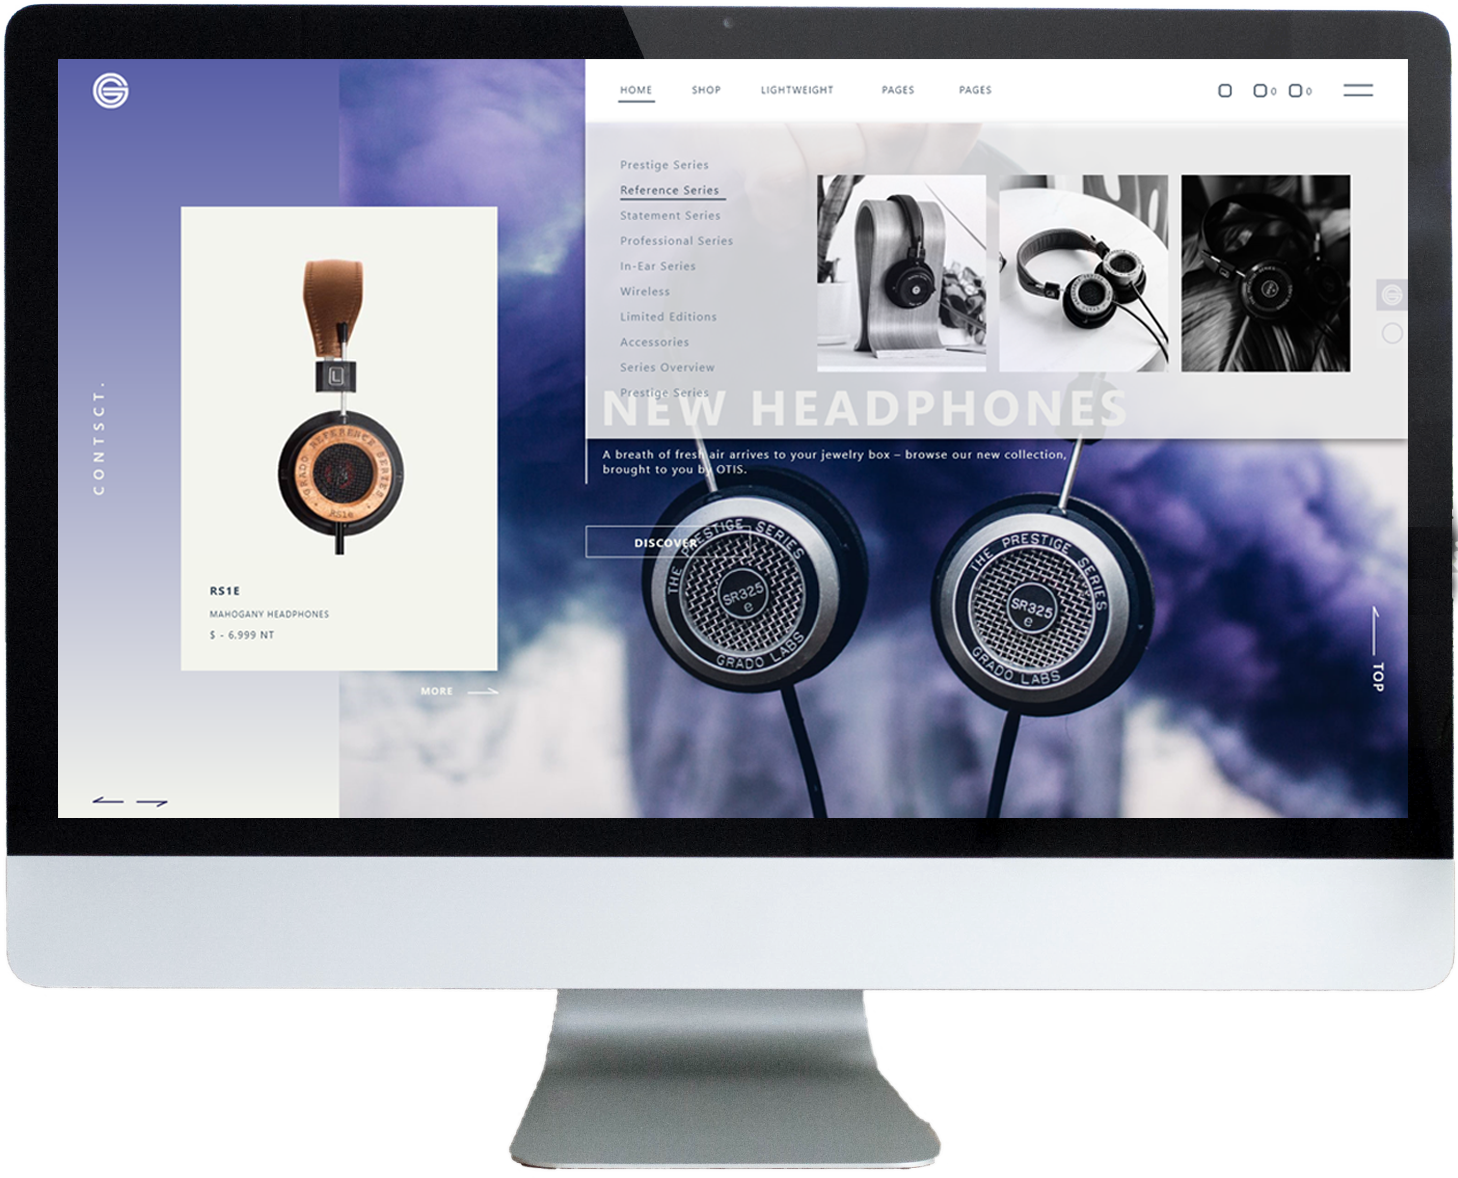 HOME SHOP LIGHTWEIGHT PAGES PAGES
0 0
Prestige Series
Reference Series
Statement Series
Professional Series
In-Ear Series
Wireless
Limited Editions
Accessories
Series Overview
Prestige Series
NEW HEADPHONES
A breath of fresh air arrives to your jewelry box – browse our new collection,
brought to you by OTIS.
DISCOVER
CONTSCT.
L
GRADO REFERENCE SERIES
RS1e
RS1E
MAHOGANY HEADPHONES
$ - 6.999 NT
MORE
THE PRESTIGE SERIES
SR325
e
GRADO LABS
THE PRESTIGE SERIES
SR325
e
GRADO LABS
TOP